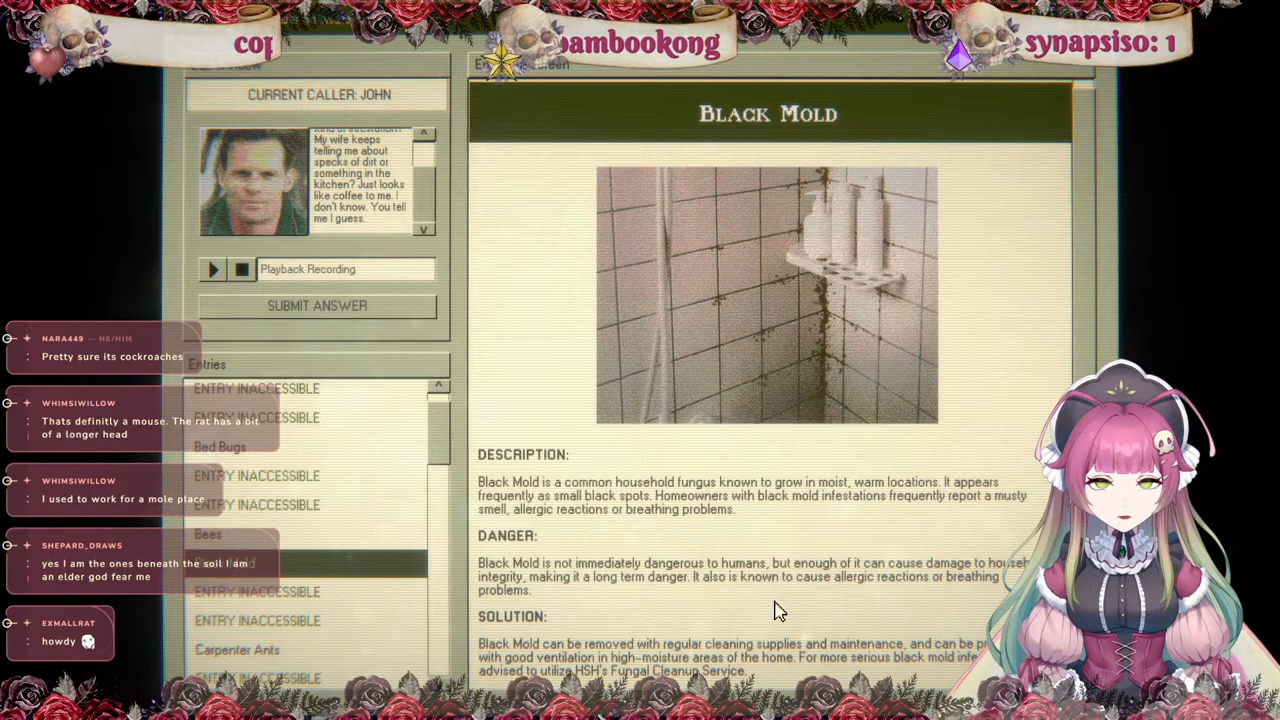 bambookong
synapsiso: 1
CURRENT CALLER: JOHN
My wife keeps
telling me about
specks of dirt or
something in the
kitchen? Just looks
like coffee to me. I
don't know. You tell
me I guess.
Playback Recording
SUBMIT ANSWER
Entries
ENTRY INACCESSIBLE
ENTRY INACCESSIBLE
Bed Bugs
ENTRY INACCESSIBLE
ENTRY INACCESSIBLE
Bees
ENTRY INACCESSIBLE
ENTRY INACCESSIBLE
Carpenter Ants
ENTRY INACCESSIBLE
BLACK MOLD
DESCRIPTION:
Black Mold is a common household fungus known to grow in moist, warm locations. It appears
frequently as small black spots. Homeowners with black mold infestations frequently report a musty
smell, allergic reactions or breathing problems.
DANGER:
Black Mold is not immediately dangerous to humans, but enough of it can cause damage to
integrity, making it a long term danger. It also is known to cause allergic reactions or breathing
problems.
SOLUTION:
Black Mold can be removed with regular cleaning supplies and maintenance, and can be
with good ventilation in high-moisture areas of the home. For more serious black mold
advised to utilize HSH's Fungal Cleanup Service.
NARA449 — HE/HIM
Pretty sure its cockroaches
WHIMSIWILLOW
Thats definitly a mouse. The rat has a bit
of a longer head
WHIMSIWILLOW
I used to work for a mole place
SHEPARD_DRAWS
yes I am the ones beneath the soil I am
an elder god fear me
EXMALLRAT
howdy